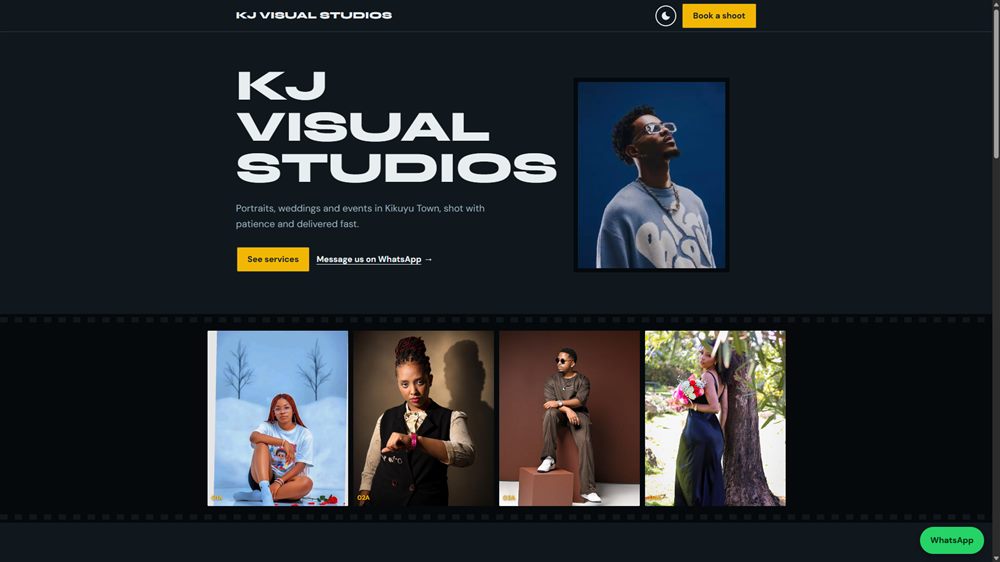 KJ VISUAL STUDIOS
Book a shoot
KJ
VISUAL
STUDIOS
Portraits, weddings and events in Kikuyu Town, shot with
patience and delivered fast.
See services
Message us on WhatsApp →
01A
02A
03A
WhatsApp